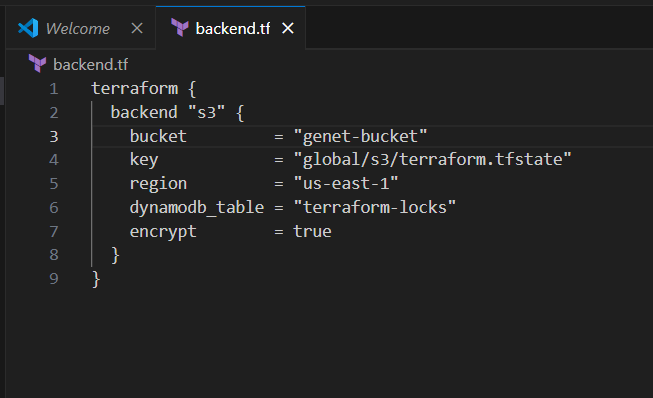 Welcome
backend.tf
backend.tf
1 terraform {
2   backend "s3" {
3     bucket         = "genet-bucket"
4     key            = "global/s3/terraform.tfstate"
5     region         = "us-east-1"
6     dynamodb_table = "terraform-locks"
7     encrypt        = true
8   }
9 }